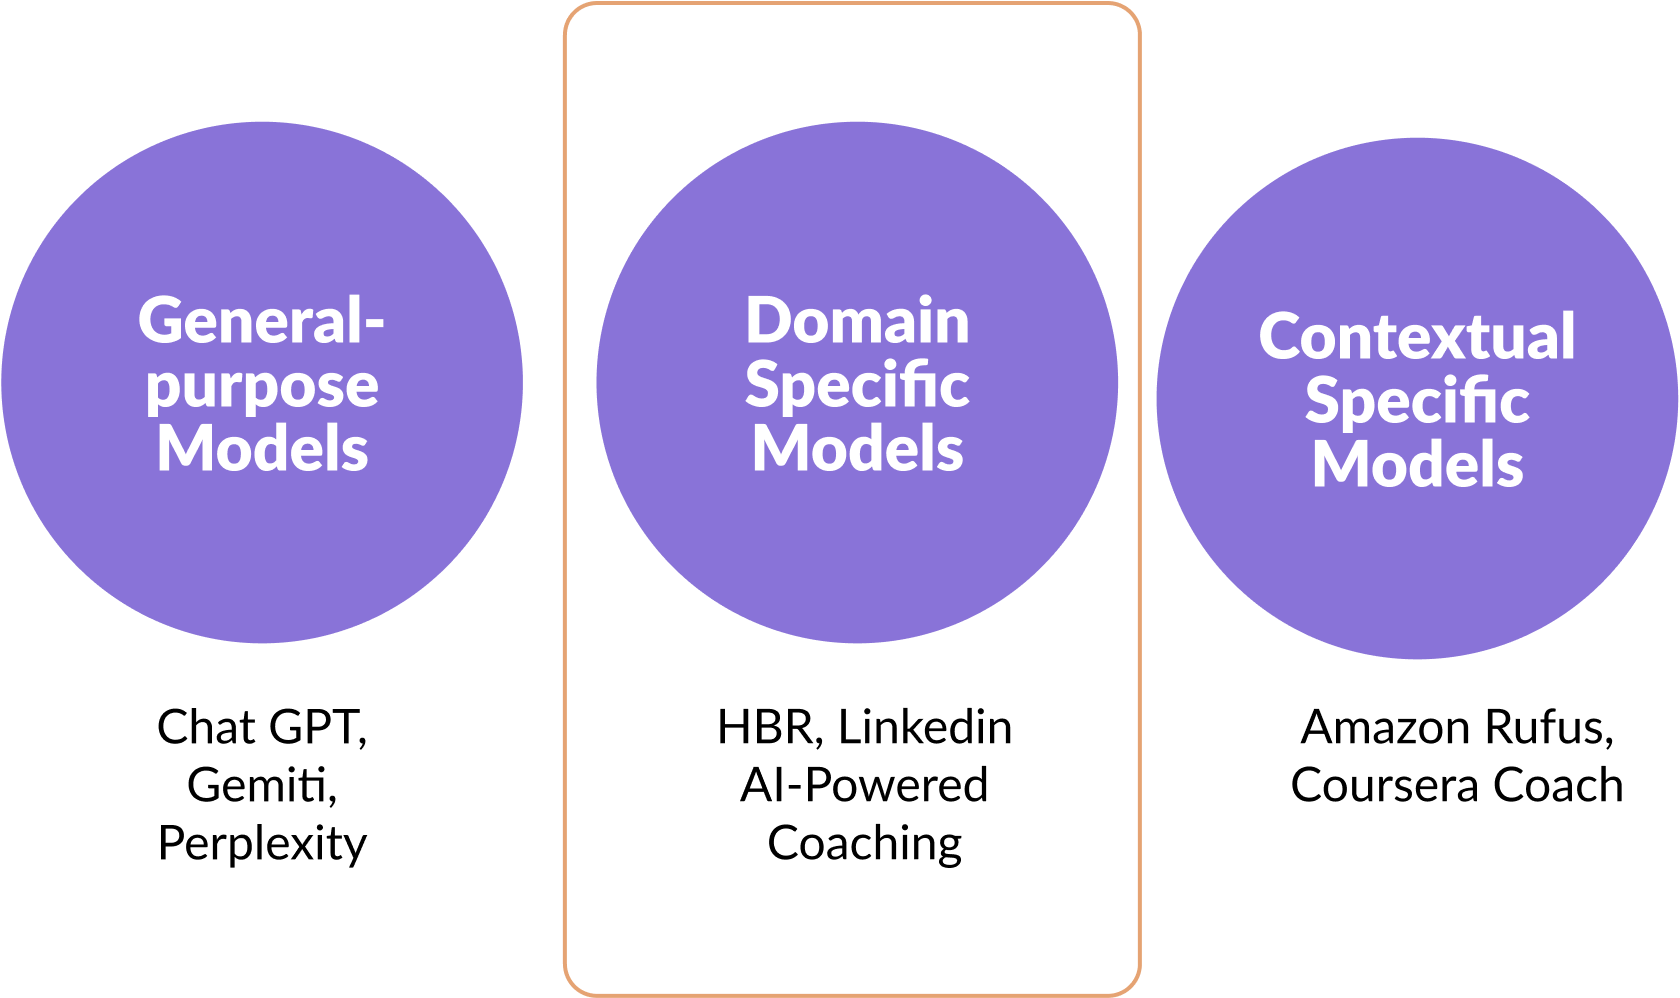 General-
purpose
Models
Chat GPT,
Gemiti,
Perplexity
Domain
Specific
Models
HBR, Linkedin
AI-Powered
Coaching
Contextual
Specific
Models
Amazon Rufus,
Coursera Coach